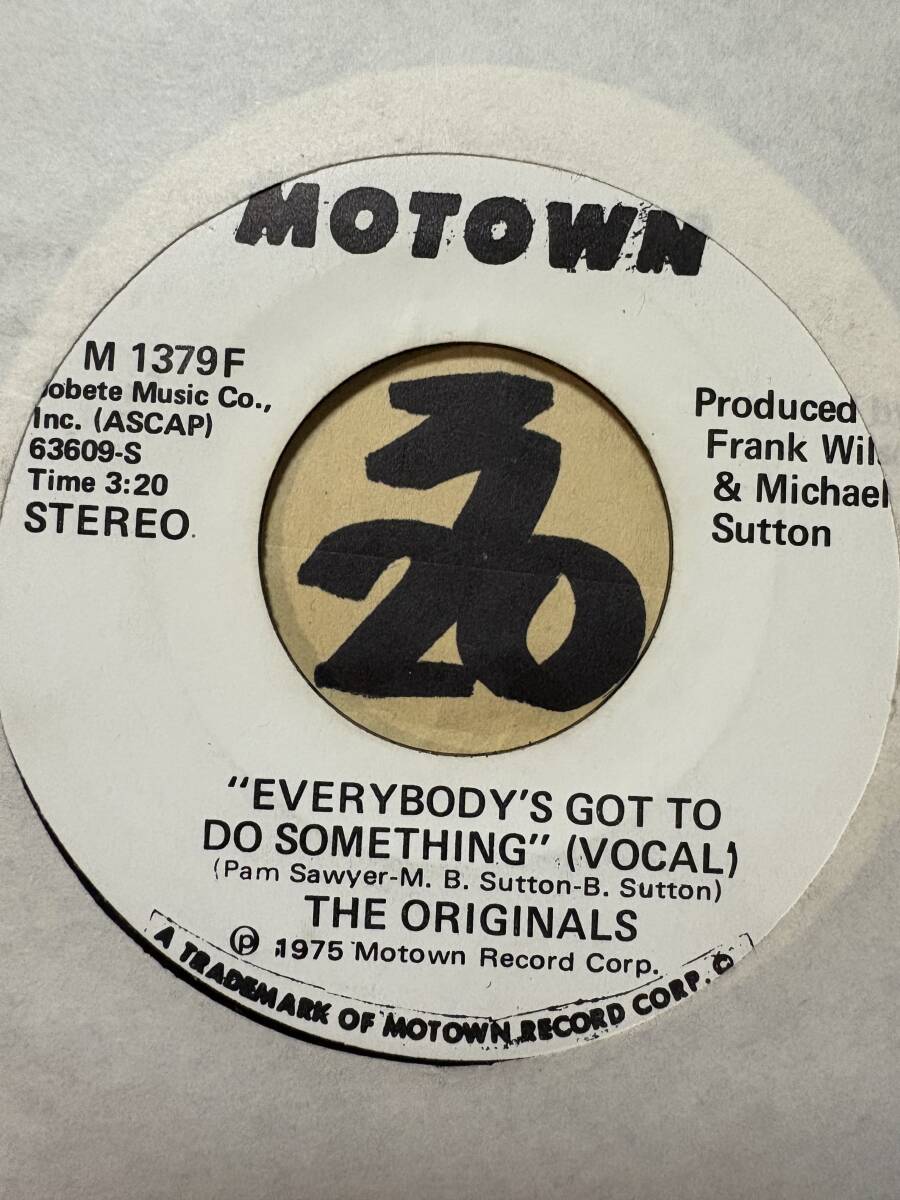 MOTOWN
M 1379F
obete Music Co.,
Inc. (ASCAP)
63609-S
Time 3:20
STEREO
Produced
Frank Wil
& Michael
Sutton
20
"EVERYBODY'S GOT TO
DO SOMETHING" (VOCAL)
(Pam Sawyer-M. B. Sutton-B. Sutton)
THE ORIGINALS
℗ 1975 Motown Record Corp.
A TRADEMARK OF MOTOWN RECORD CORP. ©